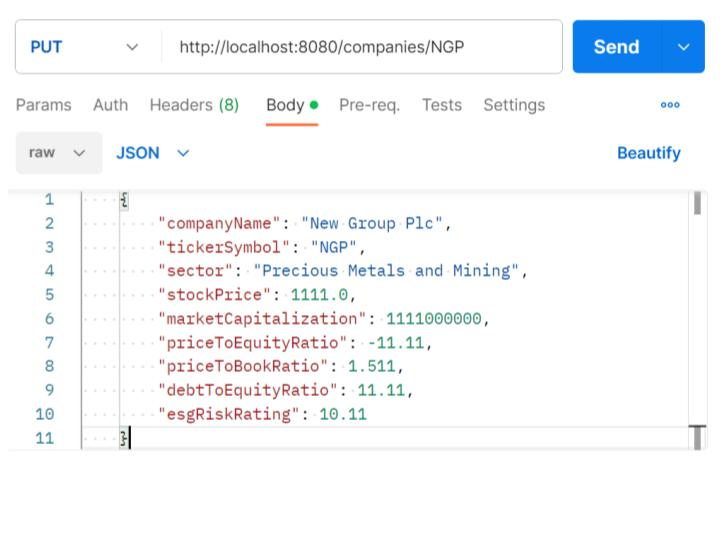 PUT http://localhost:8080/companies/NGP Send
Params Auth Headers (8) Body Pre-req. Tests Settings
raw JSON Beautify
1 {
2 "companyName": "New Group Plc",
3 "tickerSymbol": "NGP",
4 "sector": "Precious Metals and Mining",
5 "stockPrice": 1111.0,
6 "marketCapitalization": 1111000000,
7 "priceToEquityRatio": -11.11,
8 "priceToBookRatio": 1.511,
9 "debtToEquityRatio": 11.11,
10 "esgRiskRating": 10.11
11 }